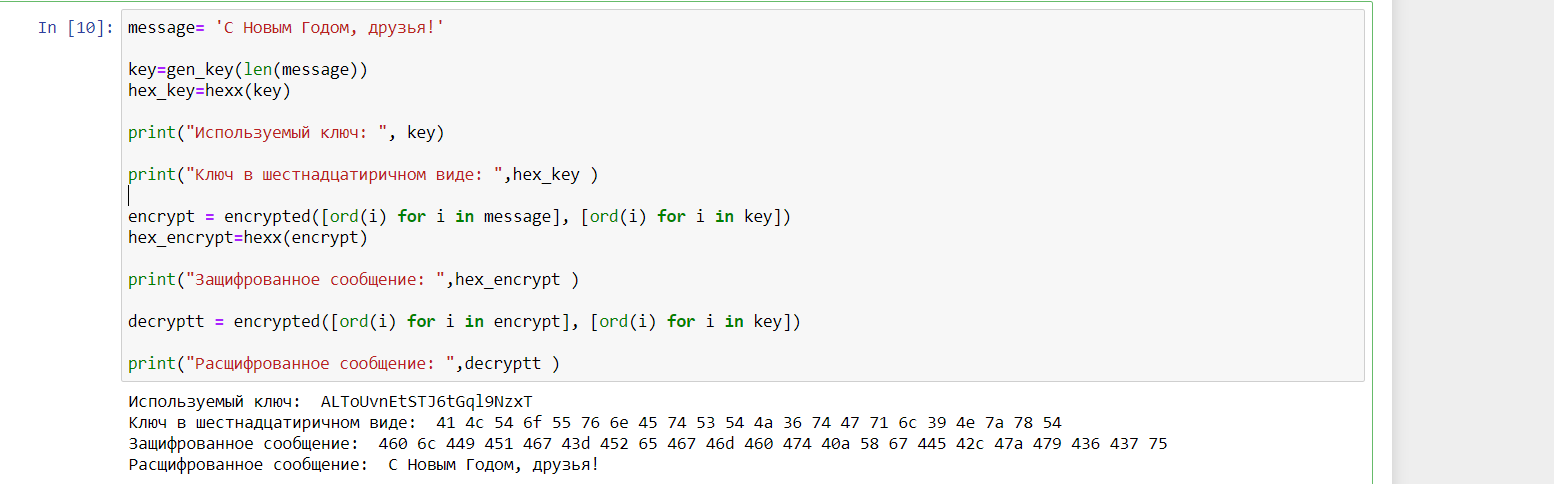 In [10]: message= 'С Новым Годом, друзья!'
key=gen_key(len(message))
hex_key=hexx(key)
print("Используемый ключ: ", key)
print("Ключ в шестнадцатиричном виде: ",hex_key )
encrypt = encrypted([ord(i) for i in message], [ord(i) for i in key])
hex_encrypt=hexx(encrypt)
print("Защифрованное сообщение: ",hex_encrypt )
decryptt = encrypted([ord(i) for i in encrypt], [ord(i) for i in key])
print("Расщифрованное сообщение: ",decryptt )
Используемый ключ:  ALToUvnEtSTJ6tGql9NzxT
Ключ в шестнадцатиричном виде:  41 4c 54 6f 55 76 6e 45 74 53 54 4a 36 74 47 71 6c 39 4e 7a 78 54
Защифрованное сообщение:  460 6c 449 451 467 43d 452 65 467 46d 460 474 40a 58 67 445 42c 47a 479 436 437 75
Расщифрованное сообщение:  С Новым Годом, друзья!